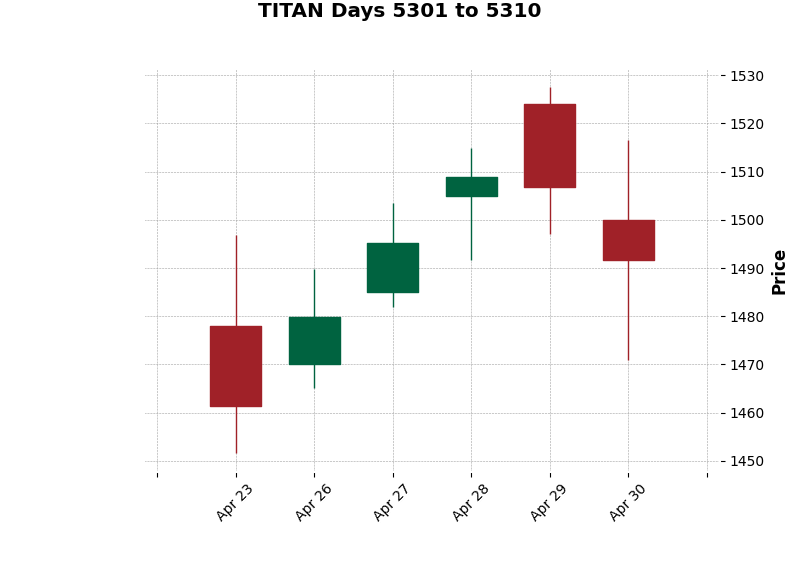 TITAN Days 5301 to 5310
1530
1520
1510
1500
1490
1480
1470
1460
1450
Price
Apr 23
Apr 26
Apr 27
Apr 28
Apr 29
Apr 30